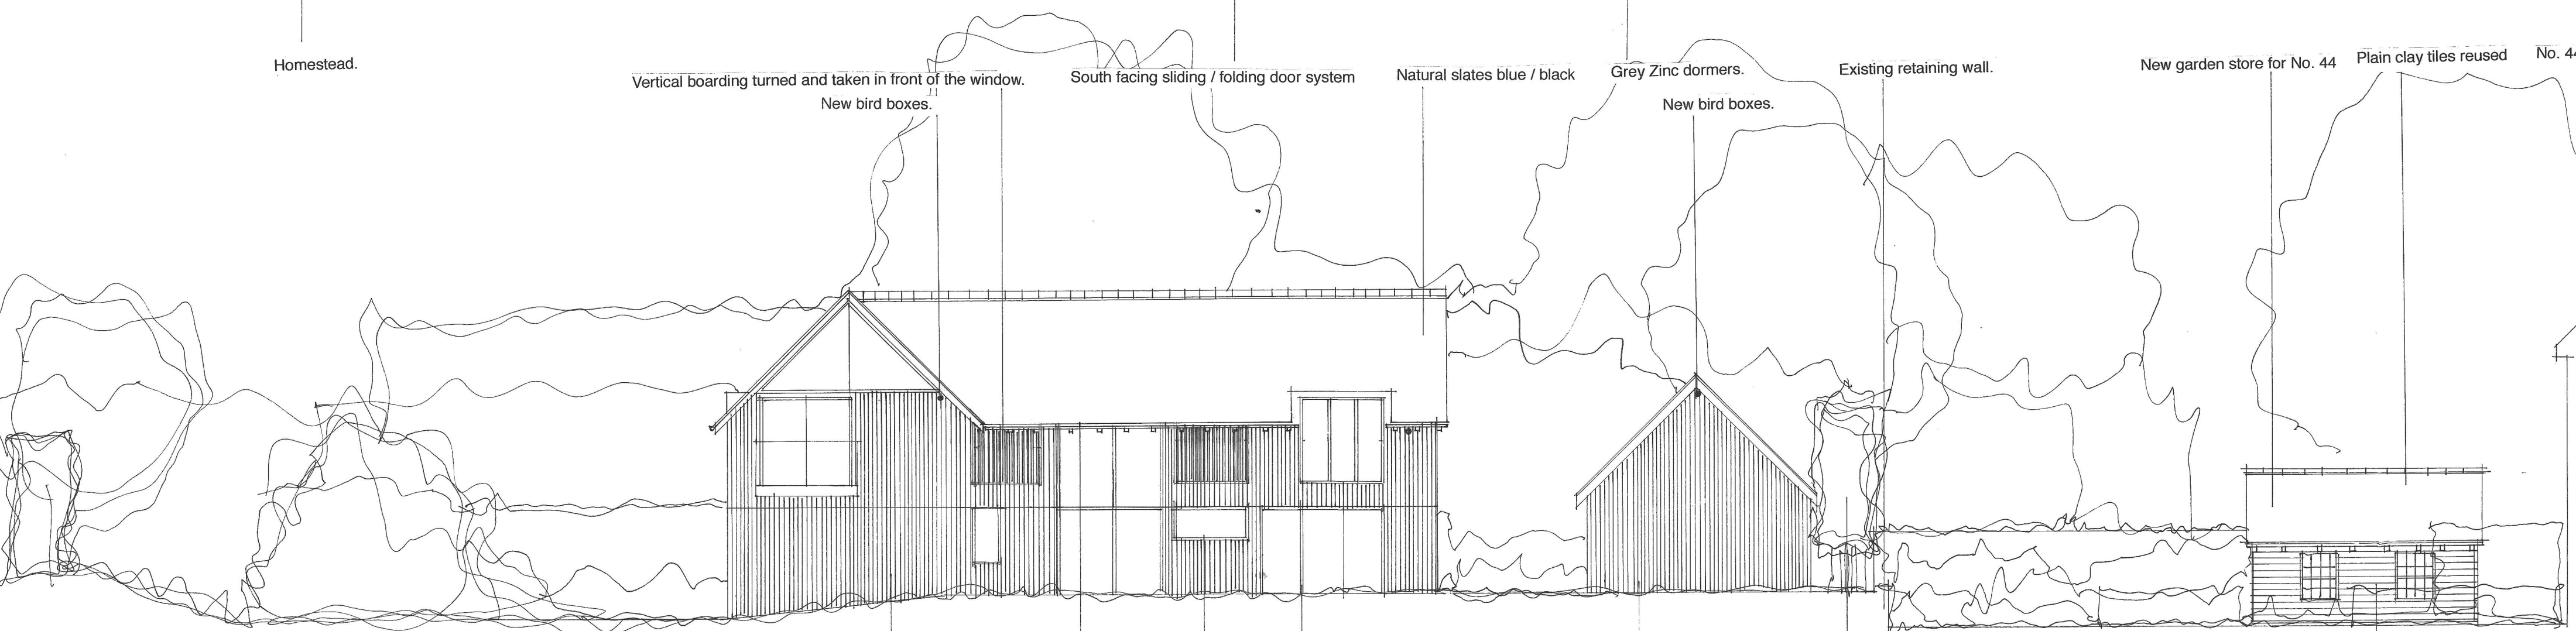 Homestead.
Vertical boarding turned and taken in front of the window.
New bird boxes.
South facing sliding / folding door system
Natural slates blue / black
Grey Zinc dormers.
New bird boxes.
Existing retaining wall.
New garden store for No. 44
Plain clay tiles reused
No.